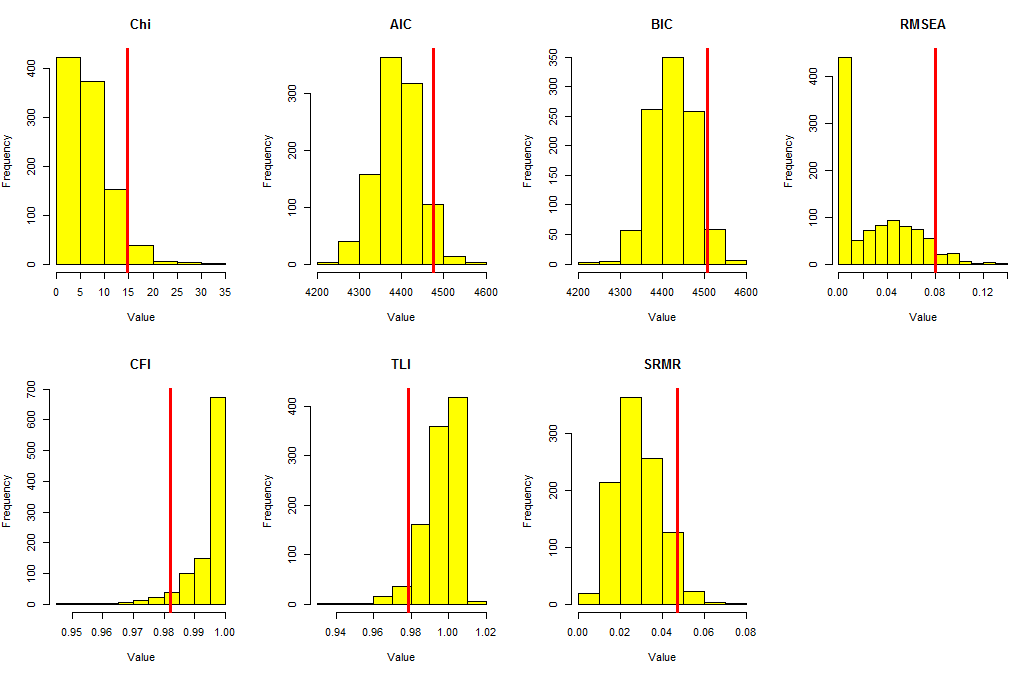 Chi
Frequency
0 100 200 300 400
0 5 10 15 20 25 30 35
Value
AIC
Frequency
0 100 200 300
4200 4300 4400 4500 4600
Value
BIC
Frequency
0 50 100 150 200 250 300 350
4200 4300 4400 4500 4600
Value
RMSEA
Frequency
0 100 200 300 400
0.00 0.04 0.08 0.12
Value
CFI
Frequency
0 100 200 300 400 500 600 700
0.95 0.96 0.97 0.98 0.99 1.00
Value
TLI
Frequency
0 100 200 300 400
0.94 0.96 0.98 1.00 1.02
Value
SRMR
Frequency
0 100 200 300
0.00 0.02 0.04 0.06 0.08
Value